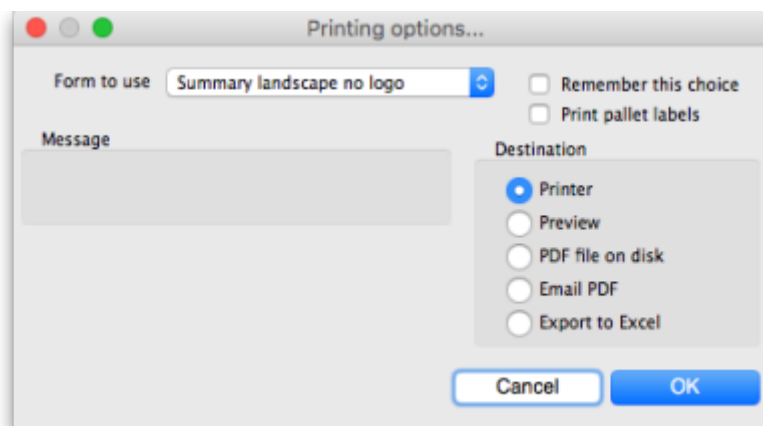 Printing options...
Form to use Summary landscape no logo
Remember this choice
Print pallet labels
Message
Destination
Printer
Preview
PDF file on disk
Email PDF
Export to Excel
Cancel OK